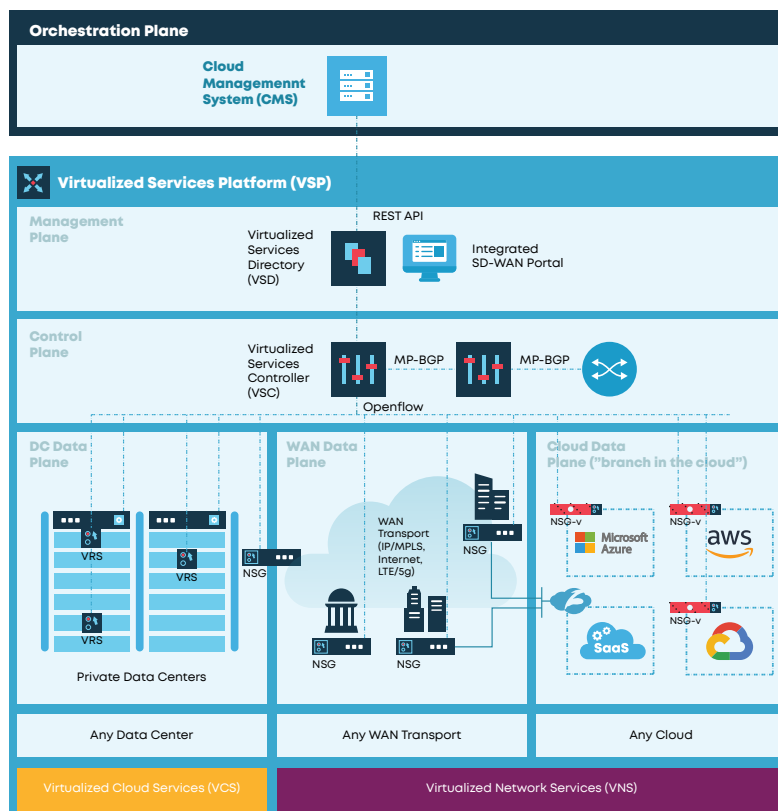 Orchestration Plane
Cloud
Managemennt
System (CMS)
Virtualized Services Platform (VSP)
Management
Plane
REST API
Virtualized
Services
Directory
(VSD)
Integrated
SD-WAN Portal
Control
Plane
Virtualized
Services
Controller
(VSC)
MP-BGP
MP-BGP
Openflow
DC Data
Plane
WAN Data
Plane
Cloud Data
Plane ("branch in the cloud")
VRS
VRS
VRS
NSG
Private Data Centers
WAN
Transport
(IP/MPLS,
Internet,
LTE/5g)
NSG
NSG
NSG
NSG-v
Microsoft
Azure
NSG-v
aws
SaaS
NSG-v
Any Data Center
Any WAN Transport
Any Cloud
Virtualized Cloud Services (VCS)
Virtualized Network Services (VNS)